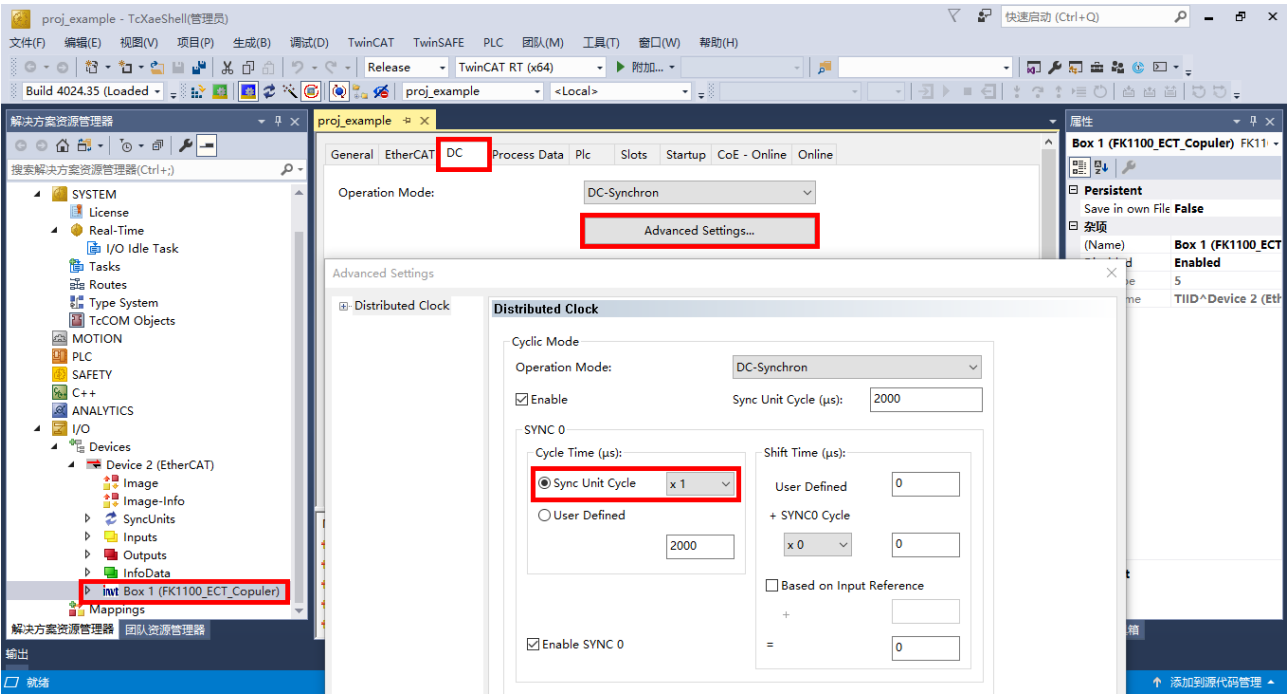 proj_example - TcXaeShell(管理员)
快速启动 (Ctrl+Q)
文件(F) 编辑(E) 视图(V) 项目(P) 生成(B) 调试(D) TwinCAT TwinSAFE PLC 团队(M) 工具(T) 窗口(W) 帮助(H)
Release TwinCAT RT (x64) 附加...
Build 4024.35 (Loaded proj_example <Local>
解决方案资源管理器
搜索解决方案资源管理器(Ctrl+;)
SYSTEM
License
Real-Time
I/O Idle Task
Tasks
Routes
Type System
TcCOM Objects
MOTION
PLC
SAFETY
C++
ANALYTICS
I/O
Devices
Device 2 (EtherCAT)
Image
Image-Info
SyncUnits
Inputs
Outputs
InfoData
invt Box 1 (FK1100_ECT_Copuler)
Mappings
解决方案资源管理器 团队资源管理器
输出
就绪
proj_example
General EtherCAT DC Process Data Plc Slots Startup CoE - Online Online
Operation Mode: DC-Synchron
Advanced Settings...
Advanced Settings
Distributed Clock
Distributed Clock
Cyclic Mode
Operation Mode: DC-Synchron
Enable Sync Unit Cycle (µs): 2000
SYNC 0
Cycle Time (µs):
Sync Unit Cycle x 1
User Defined
2000
Enable SYNC 0
Shift Time (µs):
User Defined 0
+ SYNC0 Cycle
x 0 0
Based on Input Reference
+
= 0
属性
Box 1 (FK1100_ECT_Copuler) FK11
Persistent
Save in own File False
杂项
(Name) Box 1 (FK1100_ECT
Enabled
5
TIID^Device 2 (Eth
箱
添加到源代码管理